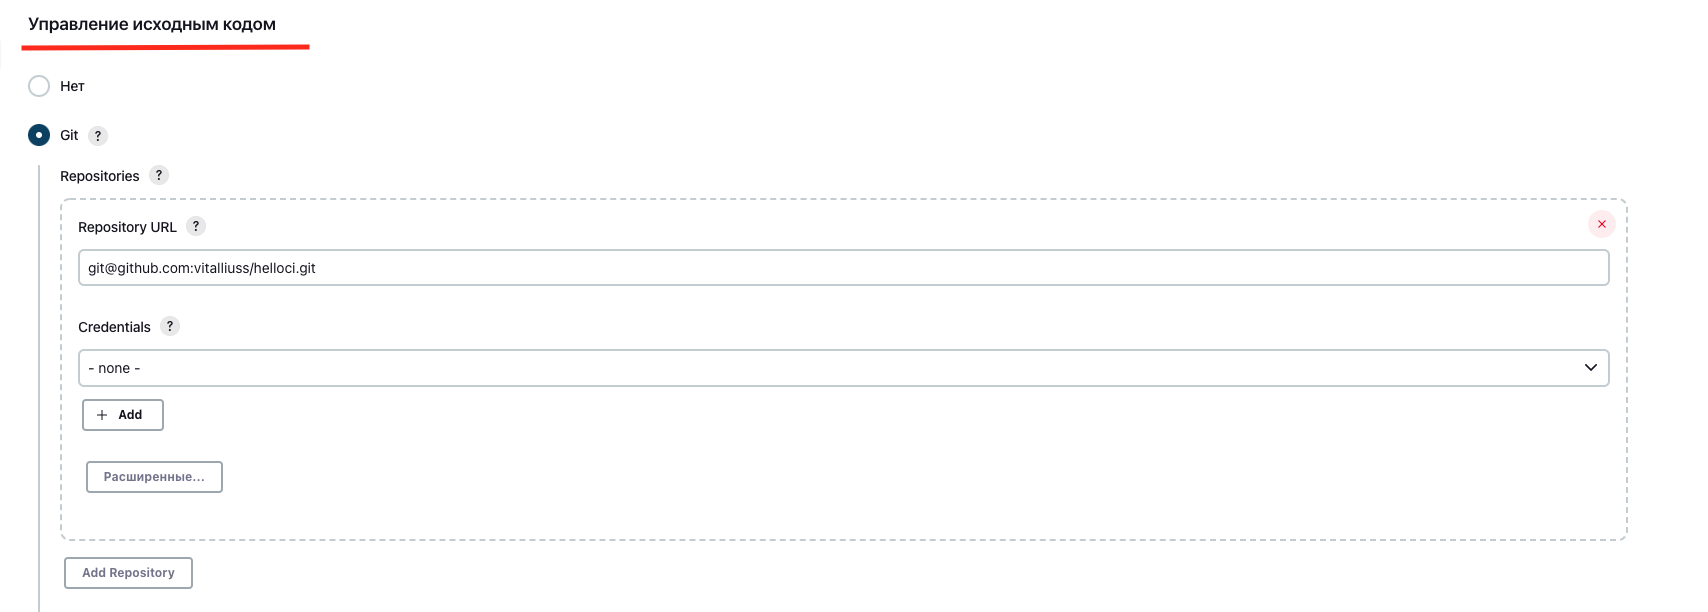 Управление исходным кодом
Нет
Git ?
Repositories ?
Repository URL ?
git@github.com:vitalliuss/helloci.git
Credentials ?
- none -
+ Add
Расширенные...
Add Repository